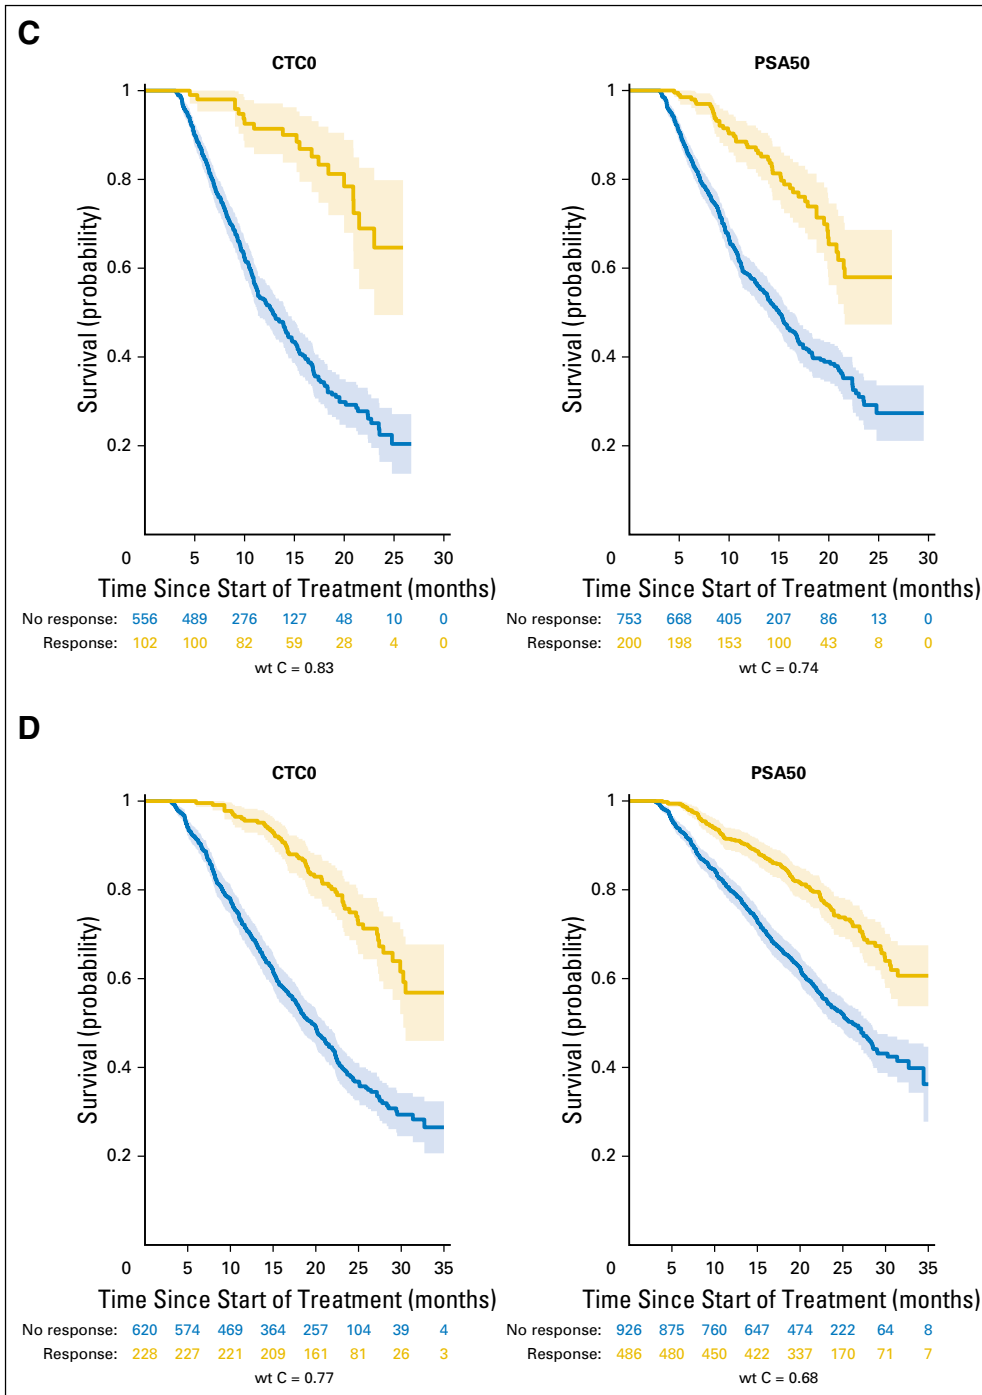 C
CTC0
PSA50
Survival (probability)
1
0.8
0.6
0.4
0.2
0 5 10 15 20 25 30
Time Since Start of Treatment (months)
No response: 556 489 276 127 48 10 0
Response: 102 100 82 59 28 4 0
wt C = 0.83
Survival (probability)
1
0.8
0.6
0.4
0.2
0 5 10 15 20 25 30
Time Since Start of Treatment (months)
No response: 753 668 405 207 86 13 0
Response: 200 198 153 100 43 8 0
wt C = 0.74
D
CTC0
PSA50
Survival (probability)
1
0.8
0.6
0.4
0.2
0 5 10 15 20 25 30 35
Time Since Start of Treatment (months)
No response: 620 574 469 364 257 104 39 4
Response: 228 227 221 209 161 81 26 3
wt C = 0.77
Survival (probability)
1
0.8
0.6
0.4
0.2
0 5 10 15 20 25 30 35
Time Since Start of Treatment (months)
No response: 926 875 760 647 474 222 64 8
Response: 486 480 450 422 337 170 71 7
wt C = 0.68